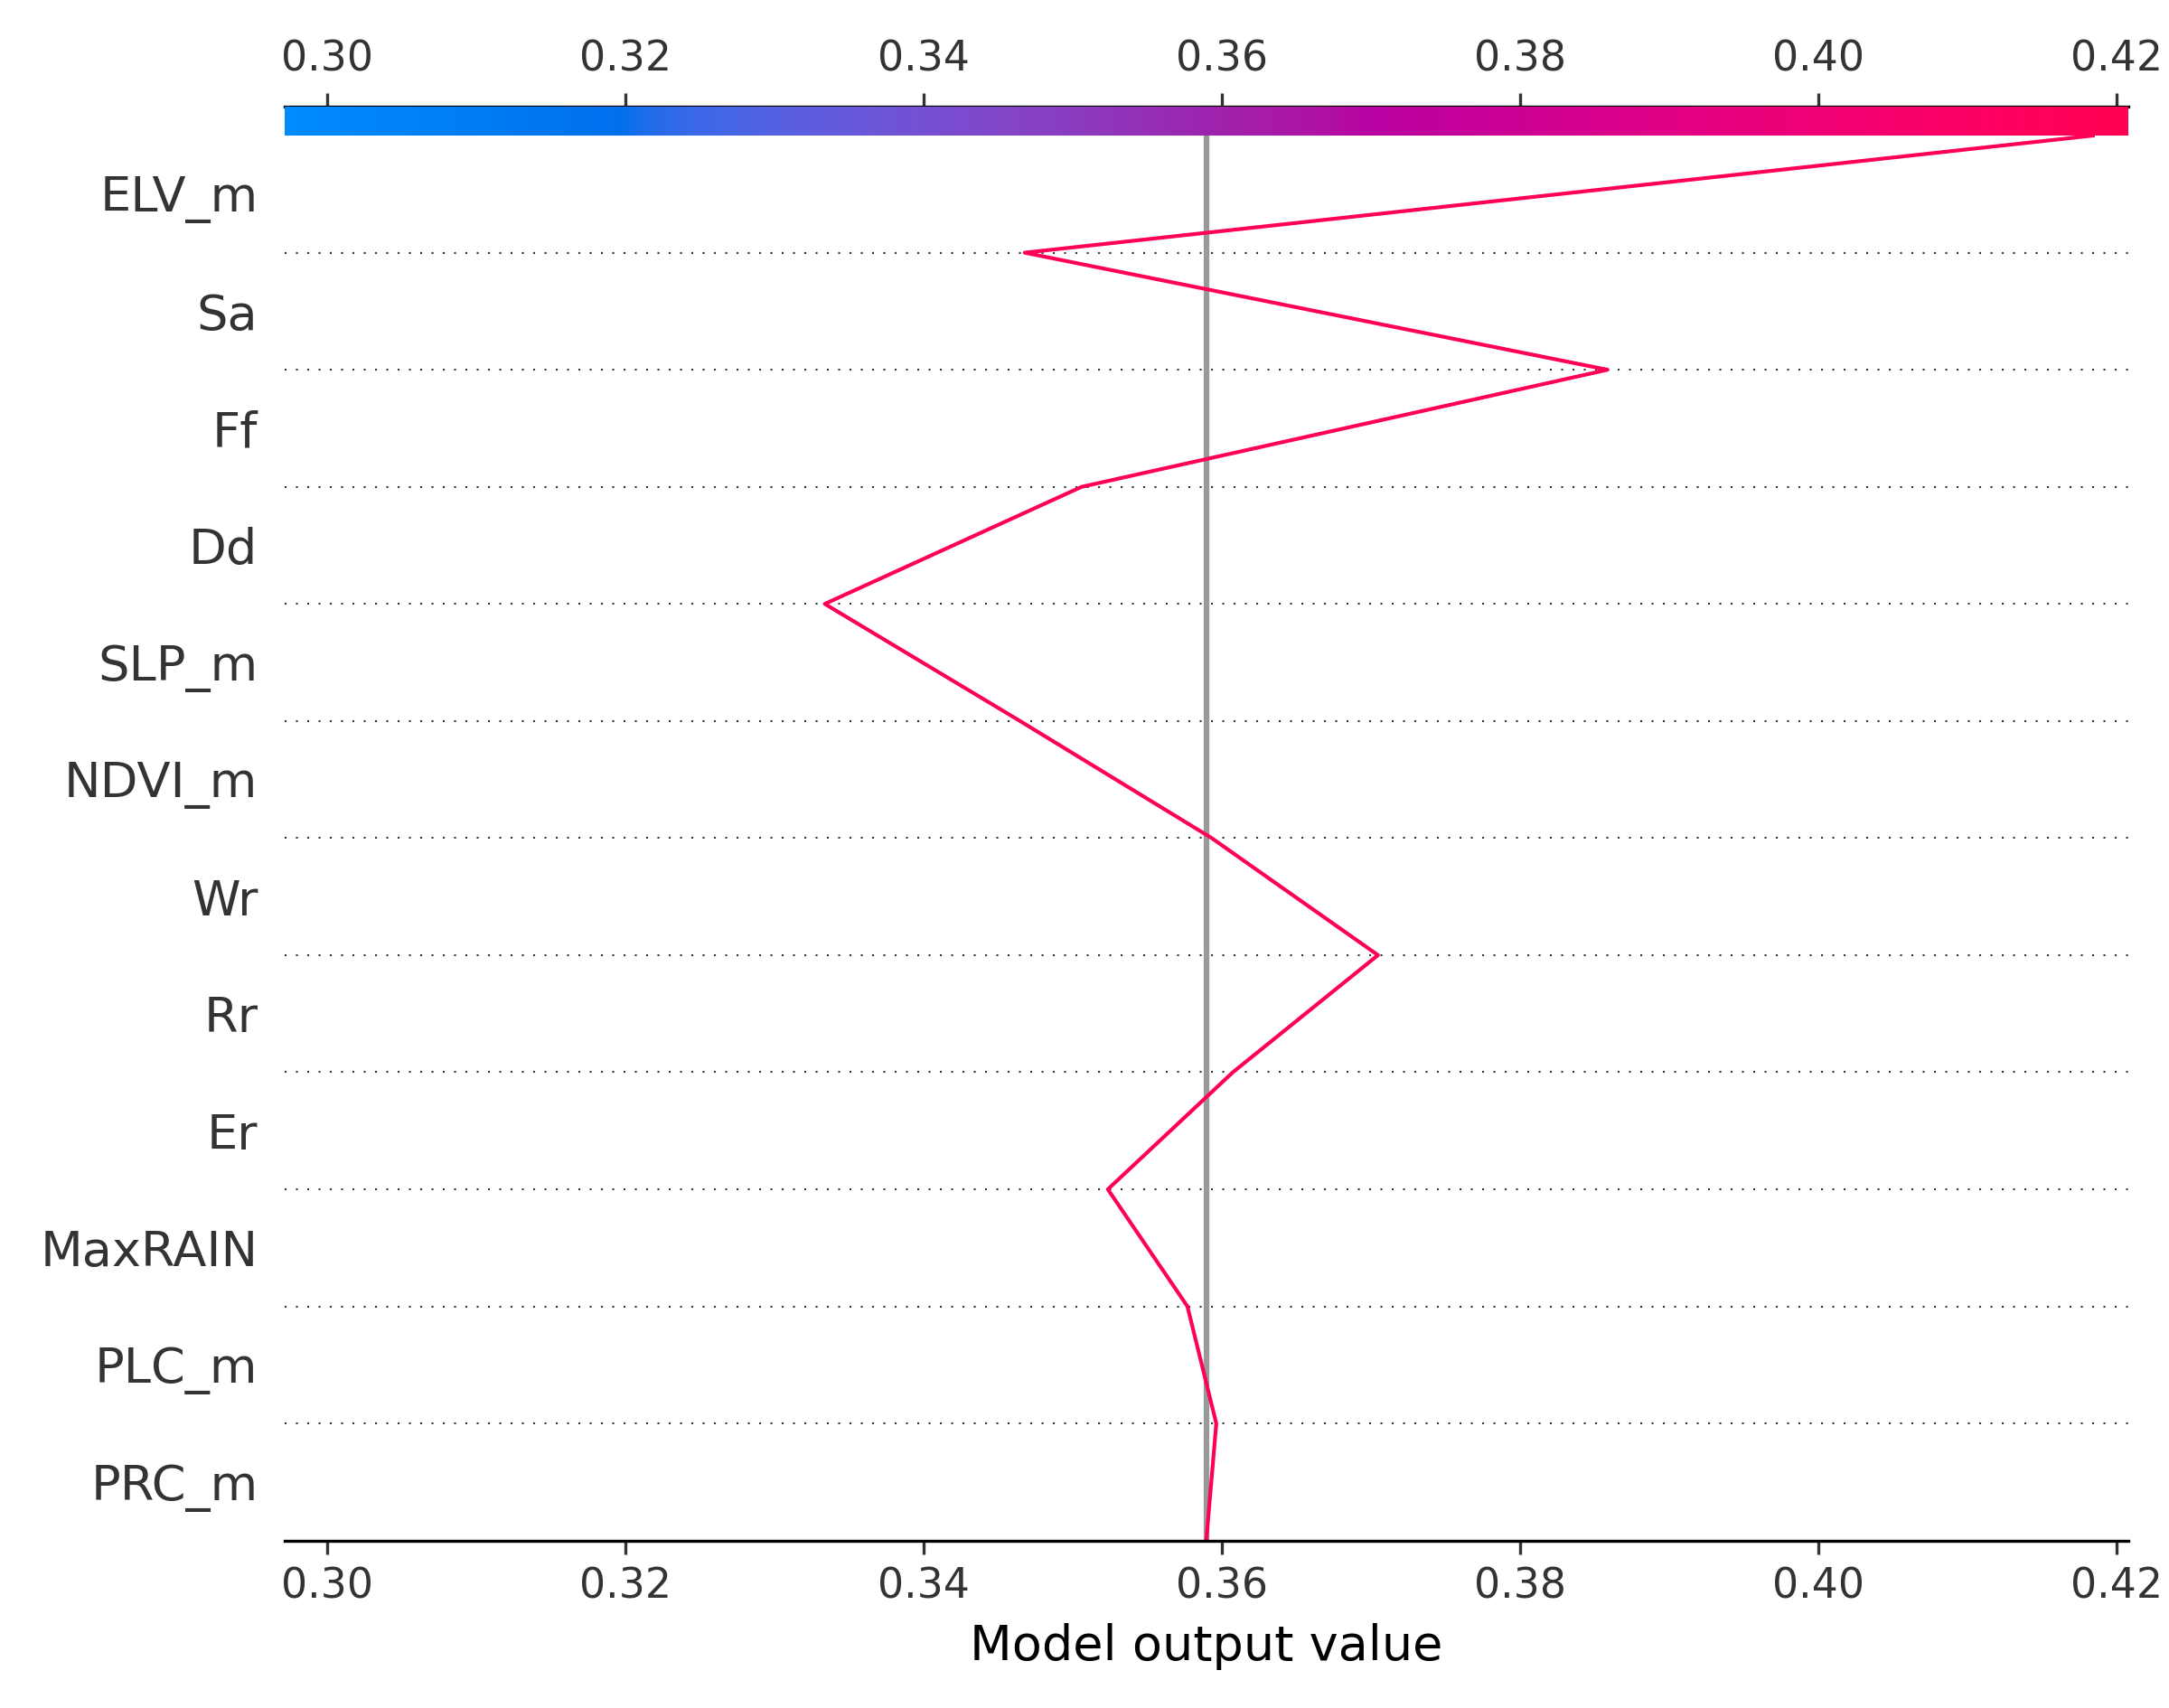 0.30 0.32 0.34 0.36 0.38 0.40 0.42
ELV_m
Sa
Ff
Dd
SLP_m
NDVI_m
Wr
Rr
Er
MaxRAIN
PLC_m
PRC_m
0.30 0.32 0.34 0.36 0.38 0.40 0.42
Model output value